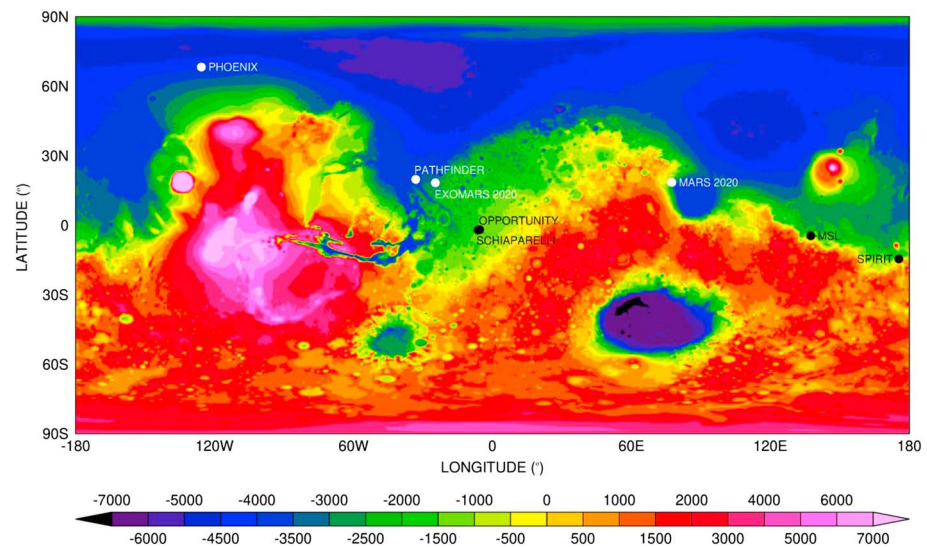 90N
60N
30N
0
30S
60S
90S
LATITUDE (°)
PHOENIX
PATHFINDER
EXOMARS 2020
MARS 2020
OPPORTUNITY
SCHIAPARELLI
MSL
SPIRIT
-180 120W 60W 0 60E 120E 180
LONGITUDE (°)
-7000 -5000 -4000 -3000 -2000 -1000 0 1000 2000 4000 6000
-6000 -4500 -3500 -2500 -1500 -500 500 1500 3000 5000 7000